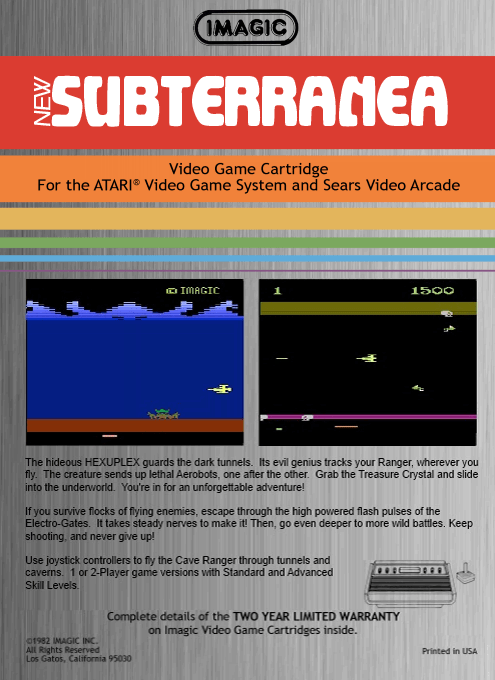 IMAGIC
NEW
SUBTERRANEA
Video Game Cartridge
For the ATARI® Video Game System and Sears Video Arcade
IMAGIC
1 1500
The hideous HEXUPLEX guards the dark tunnels. Its evil genius tracks your Ranger, wherever you
fly. The creature sends up lethal Aerobots, one after the other. Grab the Treasure Crystal and slide
into the underworld. You're in for an unforgettable adventure!
If you survive flocks of flying enemies, escape through the high powered flash pulses of the
Electro-Gates. It takes steady nerves to make it! Then, go even deeper to more wild battles. Keep
shooting, and never give up!
Use joystick controllers to fly the Cave Ranger through tunnels and
caverns. 1 or 2-Player game versions with Standard and Advanced
Skill Levels.
Complete details of the TWO YEAR LIMITED WARRANTY
on Imagic Video Game Cartridges inside.
©1982 IMAGIC INC.
All Rights Reserved
Los Gatos, California 95030
Printed in USA